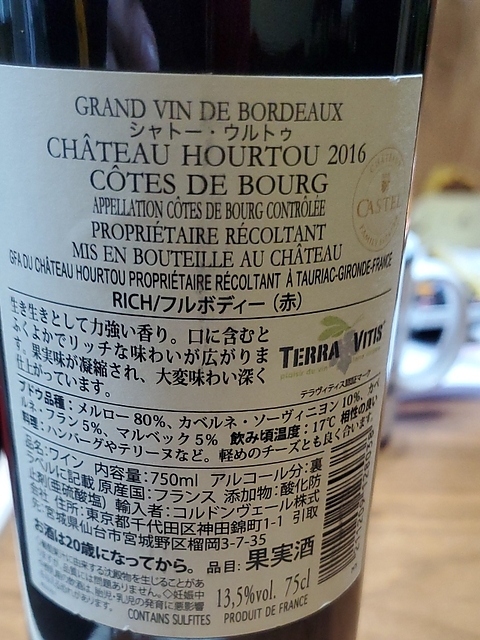 GRAND VIN DE BORDEAUX
シャトー・ウルトゥ
CHÂTEAU HOURTOU 2016
CÔTES DE BOURG
APPELLATION CÔTES DE BOURG CONTRÔLÉE
PROPRIÉTAIRE RÉCOLTANT
MIS EN BOUTEILLE AU CHÂTEAU
GFA DU CHÂTEAU HOURTOU PROPRIÉTAIRE RÉCOLTANT À TAURIAC-GIRONDE-FRANCE
CASTEL
RICH/フルボディー（赤）
生き生きとして力強い香り。口に含むと
ふくよかでリッチな味わいが広がりま
す。果実味が凝縮され、大変味わい深く
仕上がっています。
TERRA VITIS
テラヴィティス認証マーク
ブドウ品種：メルロー 80%、カベルネ・ソーヴィニヨン 10%、カベ
ルネ・フラン 5%、マルベック 5% 飲み頃温度：17℃ 相性の良い
料理：ハンバーグやテリーヌなど。軽めのチーズとも良く合います。
品名：ワイン 内容量：750ml アルコール分：裏
ラベルに記載 原産国：フランス 添加物：酸化防
止剤（亜硫酸塩） 輸入者：コルドンヴェール株式
会社 住所：東京都千代田区神田錦町1-1 引取
先：宮城県仙台市宮城野区榴岡3-7-35
お酒は20歳になってから。 品目：果実酒
13,5%vol. 75cl
CONTAINS SULFITES PRODUIT DE FRANCE